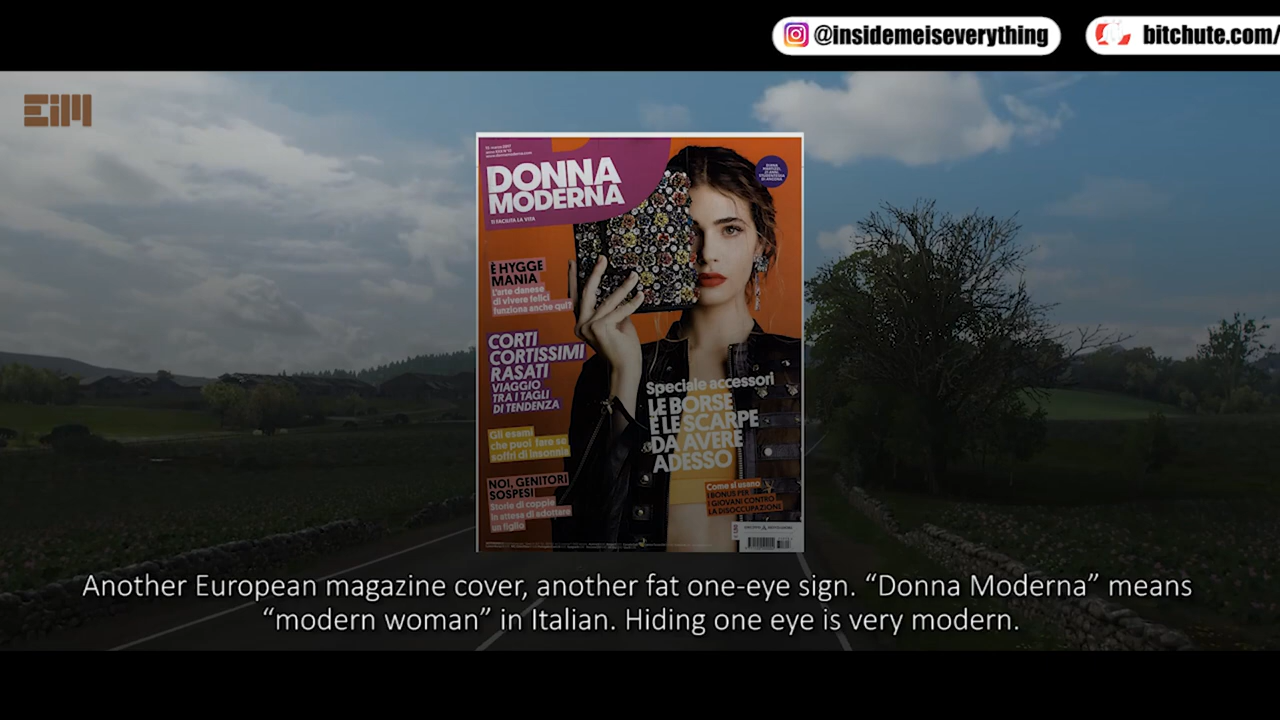 @insidemeiseverything
bitchute.com/
EIM
DONNA
MODERNA
TI FACILITA LA VITA
È HYGGE
MANIA
L'arte danese
di vivere felici
funziona anche qui?
CORTI
CORTISSIMI
RASATI
VIAGGIO
TRA I TAGLI
DI TENDENZA
Gli esami
che puoi fare se
soffri di insonnia
NOI, GENITORI
SOSPESI
Storie di coppie
in attesa di adottare
un figlio
Speciale accessori
LE BORSE
E LE SCARPE
DA AVERE
ADESSO
Come si usano
I BONUS PER
I GIOVANI CONTRO
LA DISOCCUPAZIONE
Another European magazine cover, another fat one-eye sign. “Donna Moderna” means
“modern woman” in Italian. Hiding one eye is very modern.